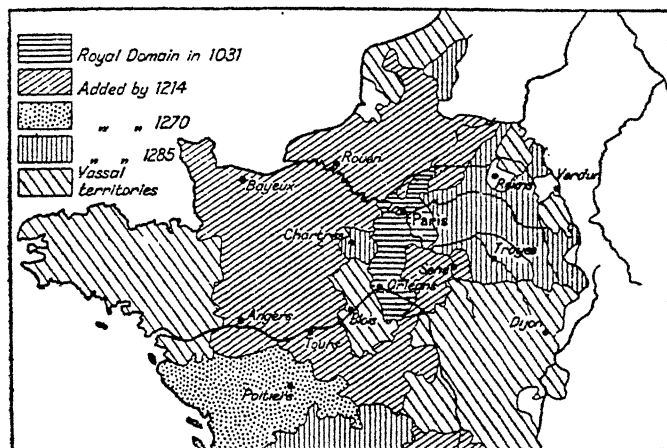 Royal Domain in 1031
Added by 1214
" " 1270
" " 1285
Vassal
territories
Rouen
Bayeux
Reims
Verdun
Paris
Chartres
Troyes
Sens
Orléans
Angers
Blois
Tours
Dijon
Poitiers